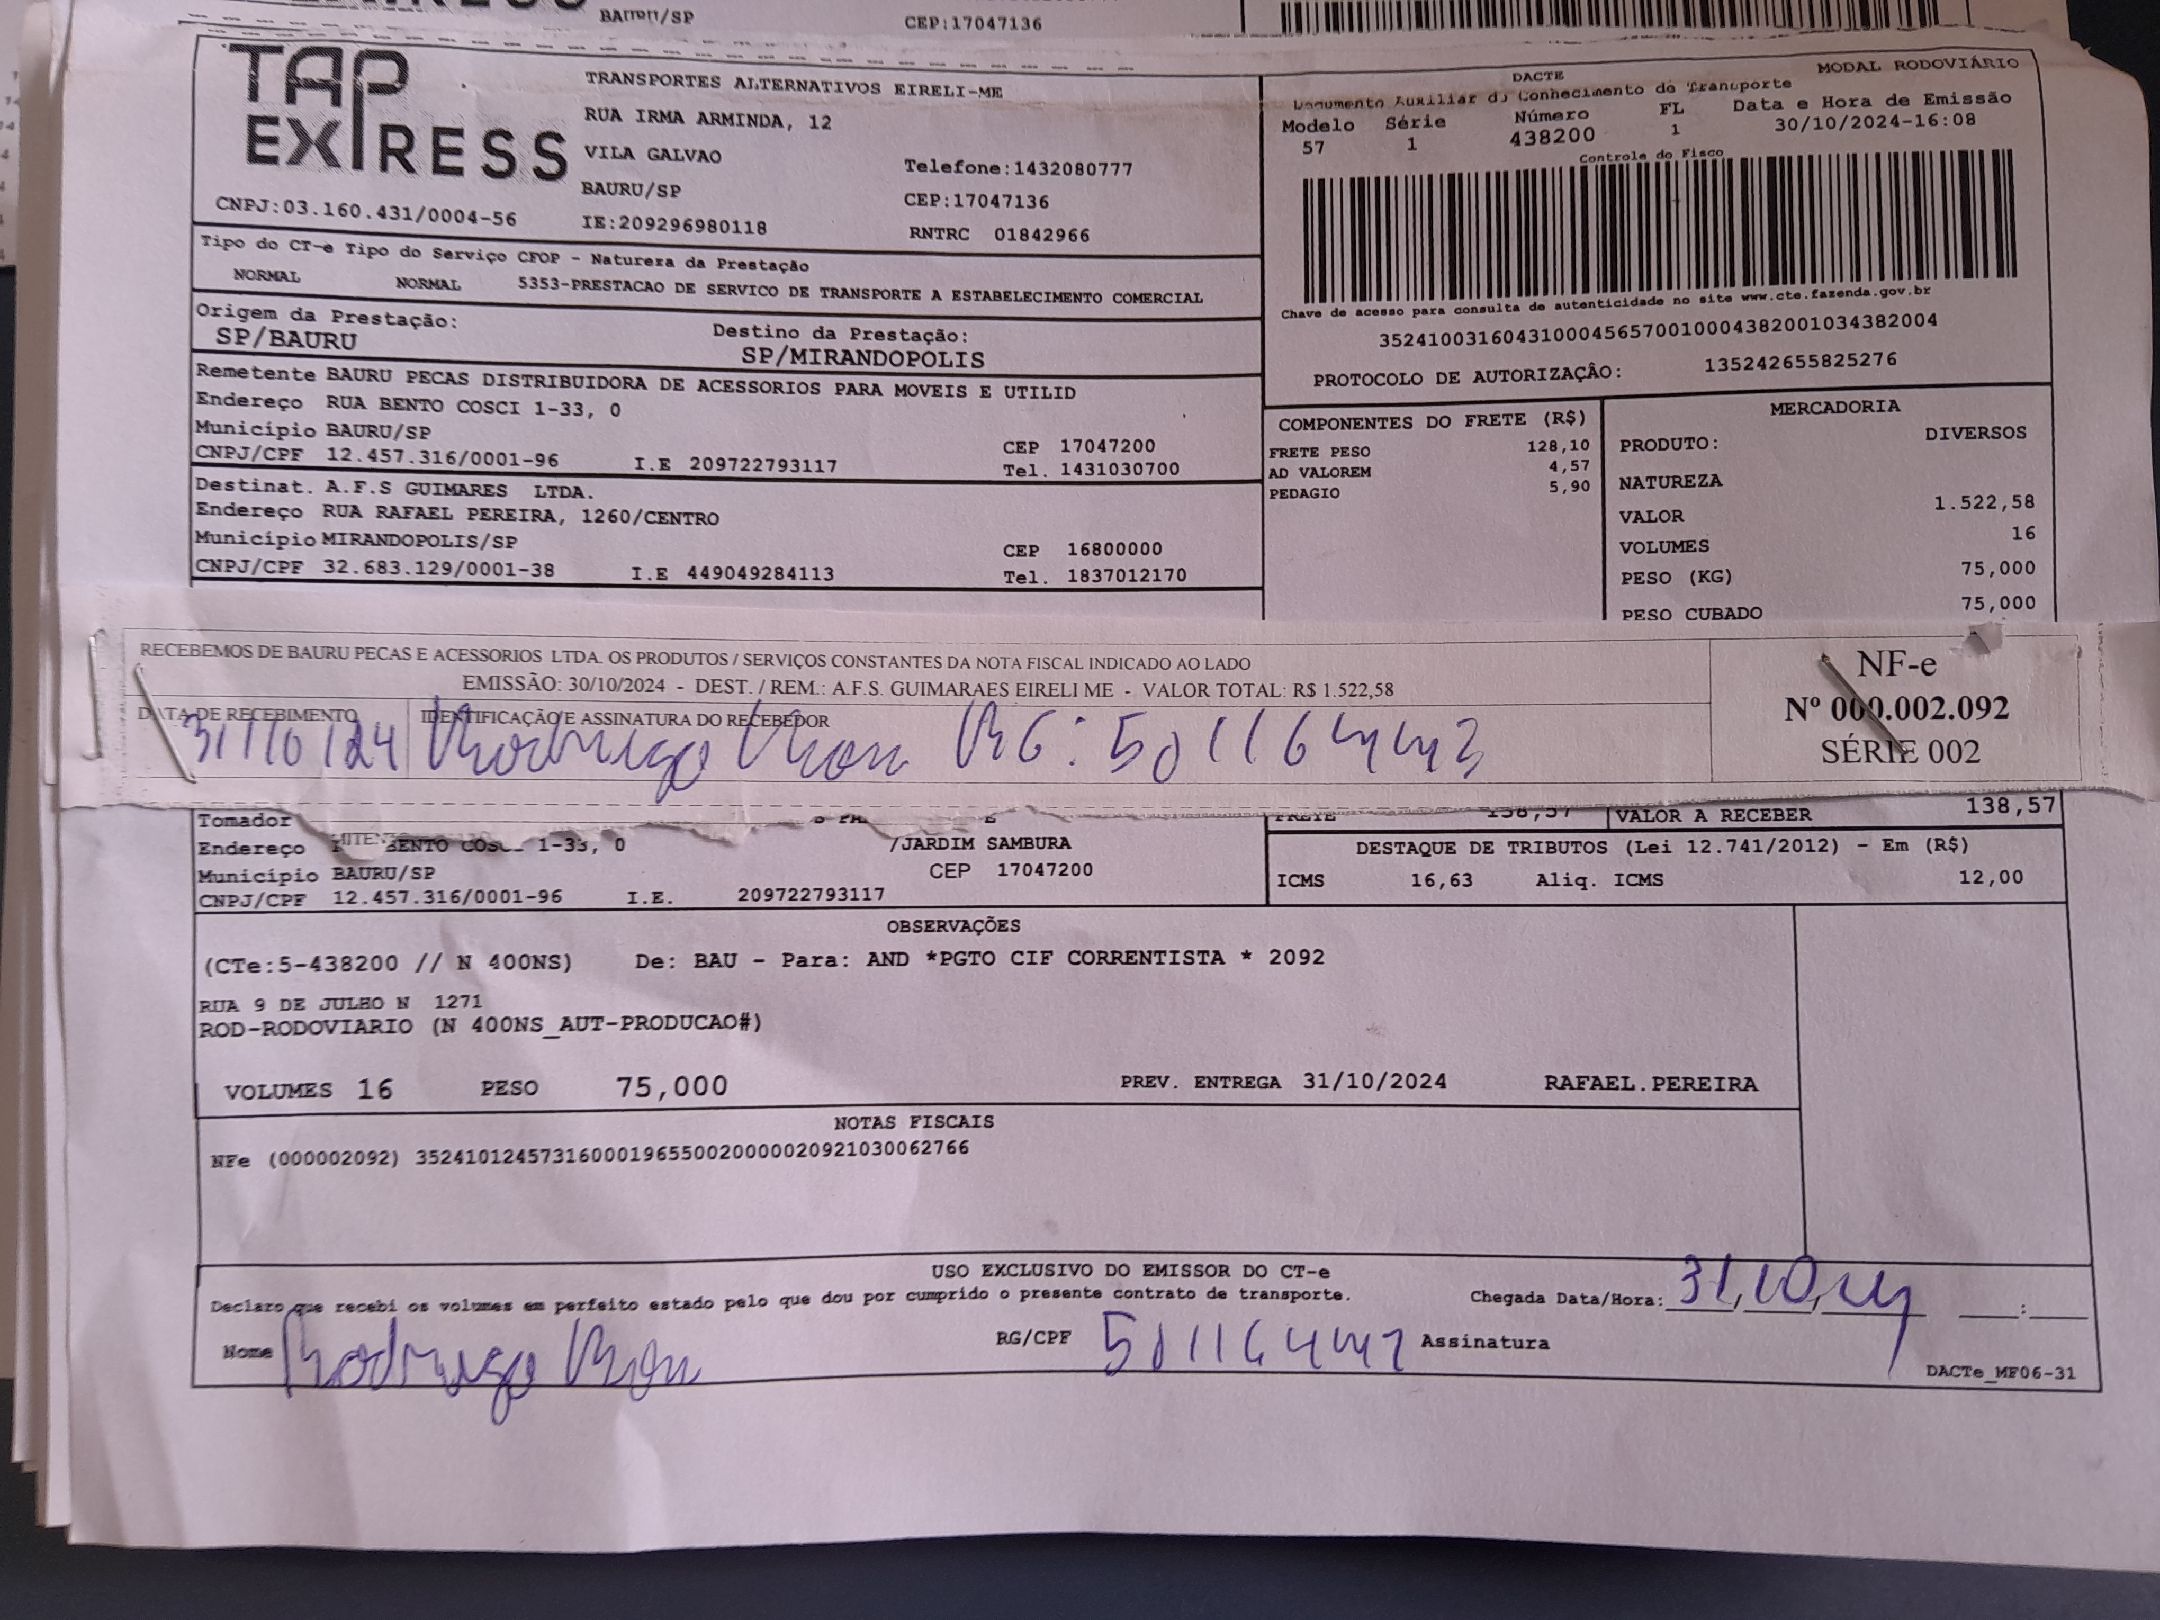 CEP:17047136
TAP EXPRESS
TRANSPORTES ALTERNATIVOS EIRELI-ME
RUA IRMA ARMINDA, 12
VILA GALVAO
Telefone:1432080777
BAURU/SP
CEP:17047136
CNPJ:03.160.431/0004-56
IE:209296980118
RNTRC 01842966
DACTE
MODAL RODOVIÁRIO
Documento Auxiliar do Conhecimento de Transporte
Modelo Série Número FL Data e Hora de Emissão
57 1 438200 1 30/10/2024-16:08
Controle do Fisco
Chave de acesso para consulta de autenticidade no site www.cte.fazenda.gov.br
35241003160431000456570010004382001034382004
PROTOCOLO DE AUTORIZAÇÃO: 135242655825276
Tipo do CT-e Tipo do Serviço CFOP - Natureza da Prestação
NORMAL NORMAL 5353-PRESTACAO DE SERVICO DE TRANSPORTE A ESTABELECIMENTO COMERCIAL
Origem da Prestação: Destino da Prestação:
SP/BAURU SP/MIRANDOPOLIS
Remetente BAURU PECAS DISTRIBUIDORA DE ACESSORIOS PARA MOVEIS E UTILID
Endereço RUA BENTO COSCI 1-33, 0
Município BAURU/SP CEP 17047200
CNPJ/CPF 12.457.316/0001-96 I.E 209722793117 Tel. 1431030700
Destinat. A.F.S GUIMARES LTDA.
Endereço RUA RAFAEL PEREIRA, 1260/CENTRO
Município MIRANDOPOLIS/SP CEP 16800000
CNPJ/CPF 32.683.129/0001-38 I.E 449049284113 Tel. 1837012170
COMPONENTES DO FRETE (R$)
FRETE PESO 128,10
AD VALOREM 4,57
PEDAGIO 5,90
MERCADORIA
PRODUTO: DIVERSOS
NATUREZA
VALOR 1.522,58
VOLUMES 16
PESO (KG) 75,000
PESO CUBADO 75,000
RECEBEMOS DE BAURU PECAS E ACESSORIOS LTDA. OS PRODUTOS / SERVIÇOS CONSTANTES DA NOTA FISCAL INDICADO AO LADO
EMISSÃO: 30/10/2024 - DEST. / REM.: A.F.S. GUIMARAES EIRELI ME - VALOR TOTAL: R$ 1.522,58
DATA DE RECEBIMENTO IDENTIFICAÇÃO E ASSINATURA DO RECEBEDOR
31/10/24 Rodrigo RG: 501164443
NF-e
Nº 000.002.092
SÉRIE 002
Tomador
FRETE 138,57 VALOR A RECEBER 138,57
Endereço BENTO COSCI 1-33, 0 /JARDIM SAMBURA
Município BAURU/SP CEP 17047200
CNPJ/CPF 12.457.316/0001-96 I.E. 209722793117
DESTAQUE DE TRIBUTOS (Lei 12.741/2012) - Em (R$)
ICMS 16,63 Aliq. ICMS 12,00
OBSERVAÇÕES
(CTe:5-438200 // N 400NS) De: BAU - Para: AND *PGTO CIF CORRENTISTA * 2092
RUA 9 DE JULHO N 1271
ROD-RODOVIARIO (N 400NS_AUT-PRODUCAO#)
VOLUMES 16 PESO 75,000 PREV. ENTREGA 31/10/2024 RAFAEL.PEREIRA
NOTAS FISCAIS
NFe (000002092) 35241012457316000196550020000020921030062766
USO EXCLUSIVO DO EMISSOR DO CT-e
Declaro que recebi os volumes em perfeito estado pelo que dou por cumprido o presente contrato de transporte. Chegada Data/Hora: 31/10/24 __:__
Nome Rodrigo RG/CPF Assinatura
DACTe_MF06-31